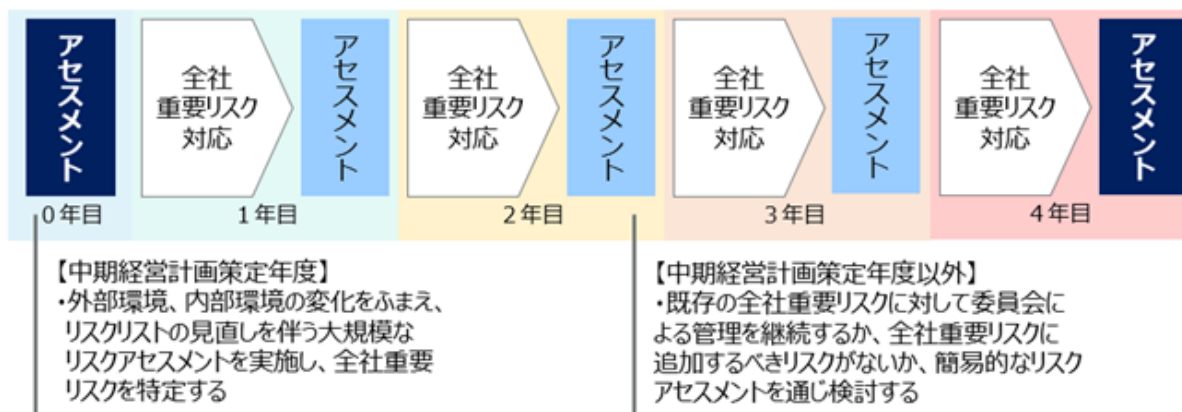 アセスメント
全社
重要リスク
対応
アセスメント
全社
重要リスク
対応
アセスメント
全社
重要リスク
対応
アセスメント
全社
重要リスク
対応
アセスメント
0年目
1年目
2年目
3年目
4年目
【中期経営計画策定年度】
・外部環境、内部環境の変化をふまえ、
リスクリストの見直しを伴う大規模な
リスクアセスメントを実施し、全社重要
リスクを特定する
【中期経営計画策定年度以外】
・既存の全社重要リスクに対して委員会に
よる管理を継続するか、全社重要リスクに
追加するべきリスクがないか、簡易的なリスク
アセスメントを通じ検討する